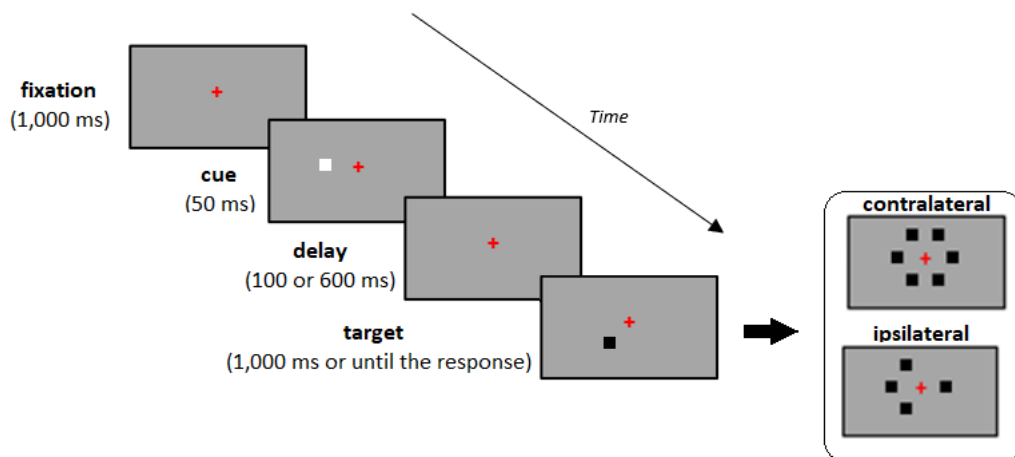 fixation
(1,000 ms)
cue
(50 ms)
delay
(100 or 600 ms)
target
(1,000 ms or until the response)
Time
contralateral
ipsilateral